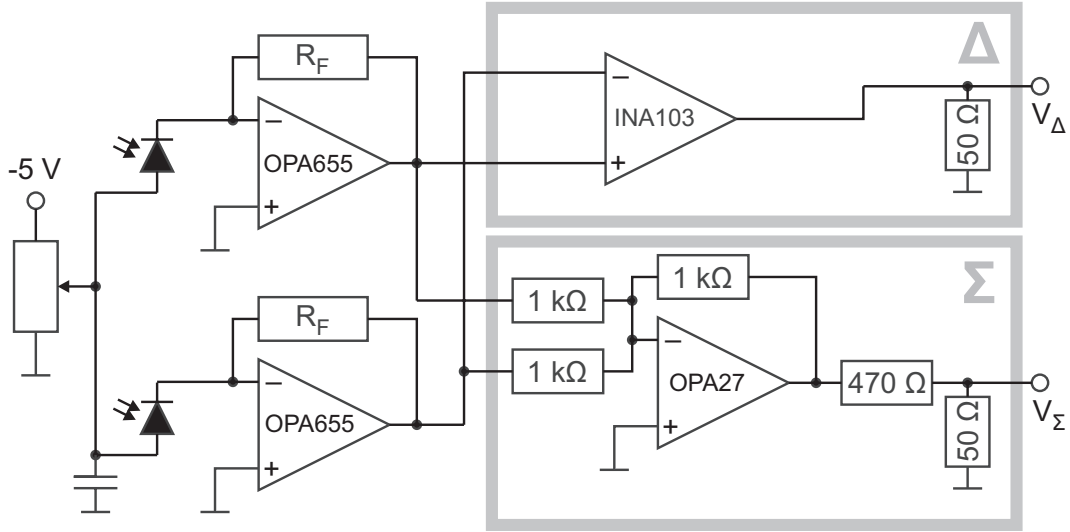 R_F
Δ
INA103
−
+
50 Ω
V_Δ
−
OPA655
+
-5 V
1 kΩ
1 kΩ
Σ
R_F
1 kΩ
−
OPA27
+
470 Ω
50 Ω
V_Σ
−
OPA655
+